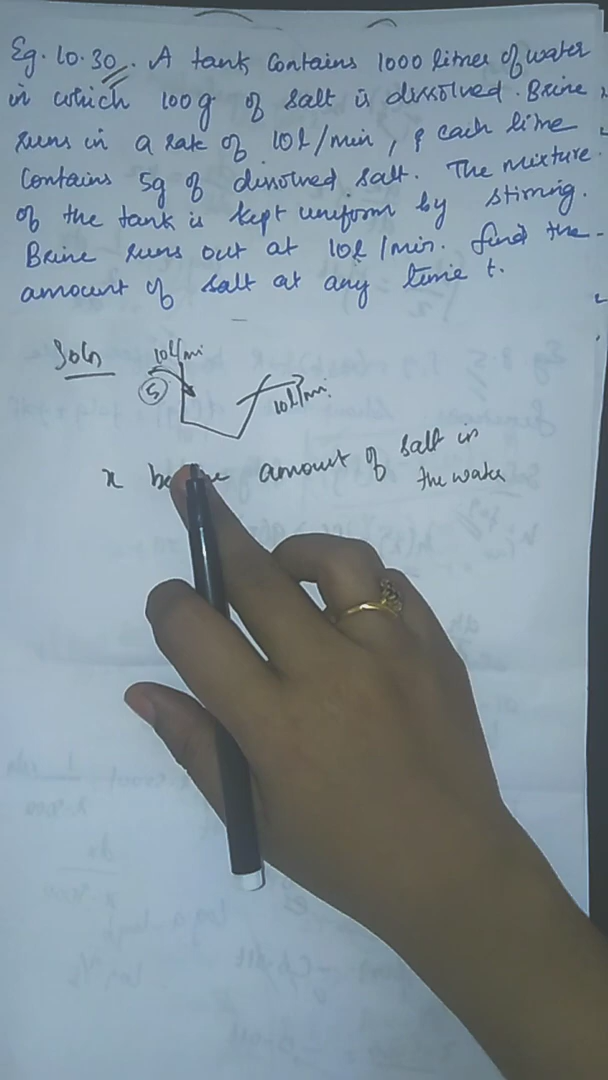 Eg. 10.30. A tank contains 1000 litres of water
in which 100g of salt is dissolved. Brine
runs in a rate of 10l/min, & each litre
contains 5g of dissolved salt. The mixture
of the tank is kept uniform by stirring.
Brine runs out at 10l/min. find the
amount of salt at any time t.
Soln
10l/mi
5
10l/mi
x be amount of salt in
the water